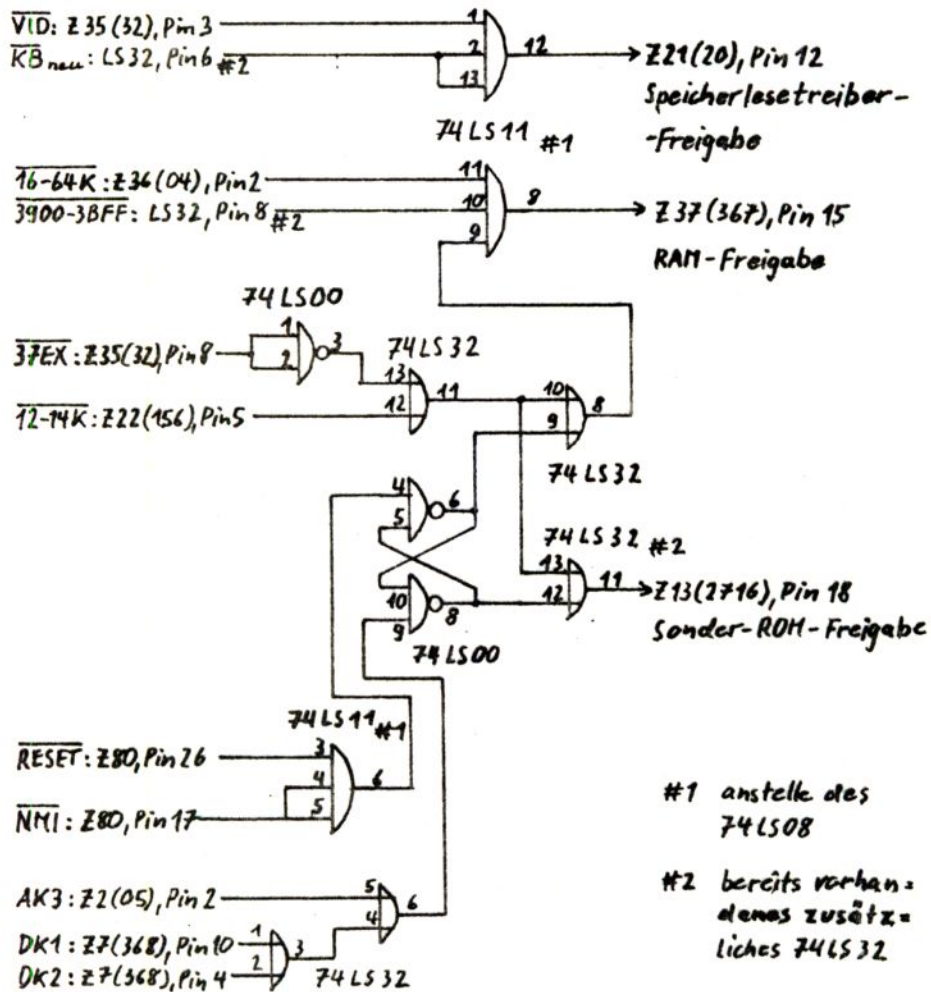 VID: Z35(32), Pin 3
KB neu: LS32, Pin 6 #2
1
2
13
12
Z21(20), Pin 12
Speicherlesetreiber-
-Freigabe
74LS11 #1
16-64K: Z36(04), Pin 2
3900-3BFF: LS32, Pin 8 #2
11
10
9
8
Z37(367), Pin 15
RAM-Freigabe
74LS00
1
2
3
37EX: Z35(32), Pin 8
74LS32
13
12
11
12-14K: Z22(156), Pin 5
10
9
8
74LS32
4
5
6
74LS32 #2
13
12
11
10
9
8
Z13(2716), Pin 18
Sonder-ROM-Freigabe
74LS00
74LS11 #1
RESET: Z80, Pin 26
3
4
5
6
NMI: Z80, Pin 17
#1 anstelle des
74LS08
#2 bereits vorhan=
denes zusätz=
liches 74LS32
AK3: Z2(05), Pin 2
5
4
6
DK1: Z7(368), Pin 10
1
2
3
DK2: Z7(368), Pin 4
74LS32